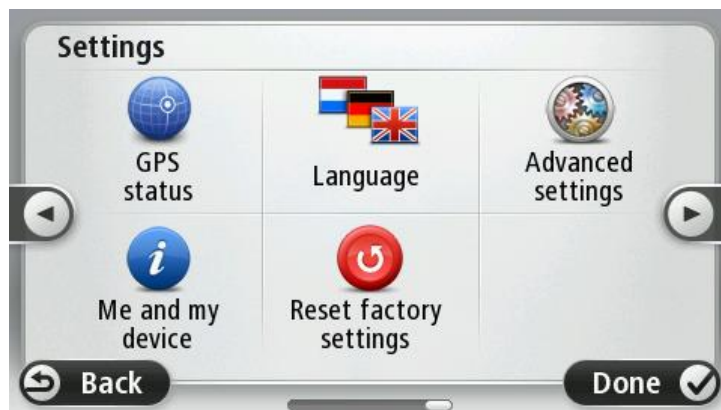 Settings
GPS
status
Language
Advanced
settings
i
Me and my
device
Reset factory
settings
Back
Done